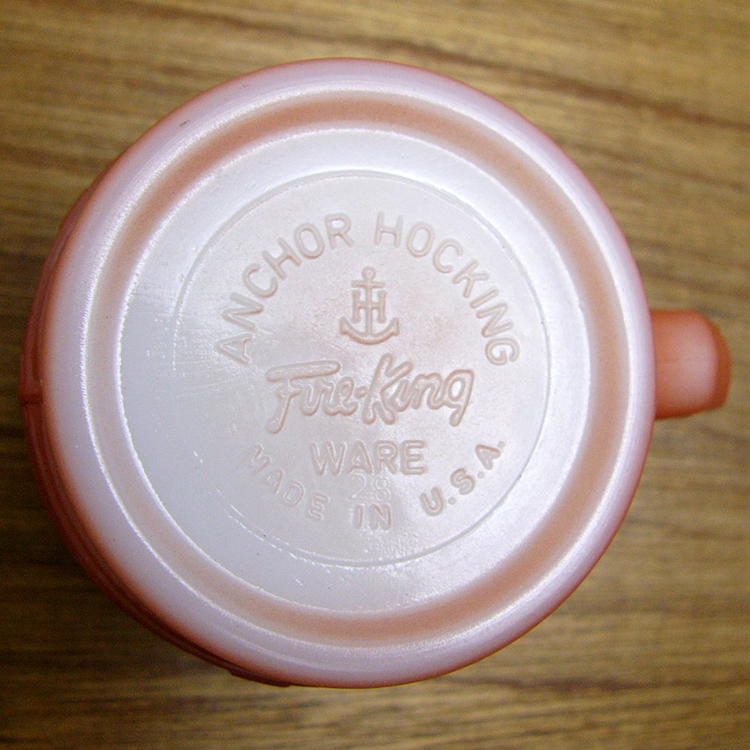 ANCHOR HOCKING
H
Fire-King
WARE
28
MADE IN U.S.A.